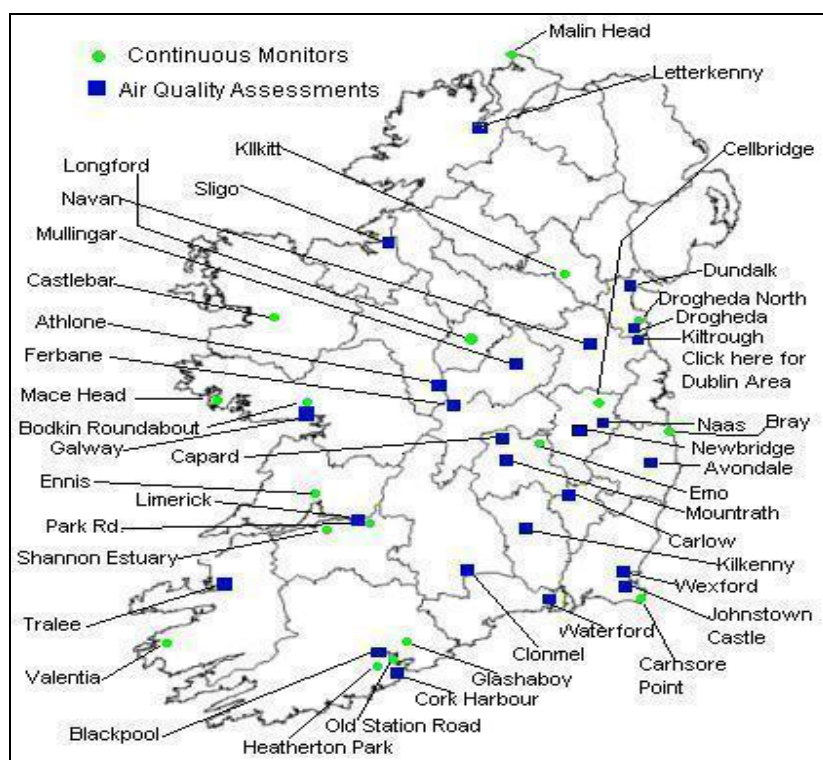 Continuous Monitors
Air Quality Assessments
Malin Head
Letterkenny
KIlkitt
Cellbridge
Longford
Navan
Sligo
Mullingar
Castlebar
Athlone
Ferbane
Mace Head
Bodkin Roundabout
Galway
Capard
Ennis
Limerick
Park Rd
Shannon Estuary
Tralee
Valentia
Blackpool
Heatherton Park
Old Station Road
Cork Harbour
Glashaboy
Clonmel
Waterford
Dundalk
Drogheda North
Drogheda
Kiltrough
Click here for
Dublin Area
Naas
Bray
Newbridge
Avondale
Emo
Mountrath
Carlow
Kilkenny
Wexford
Johnstown
Castle
Carnsore
Point